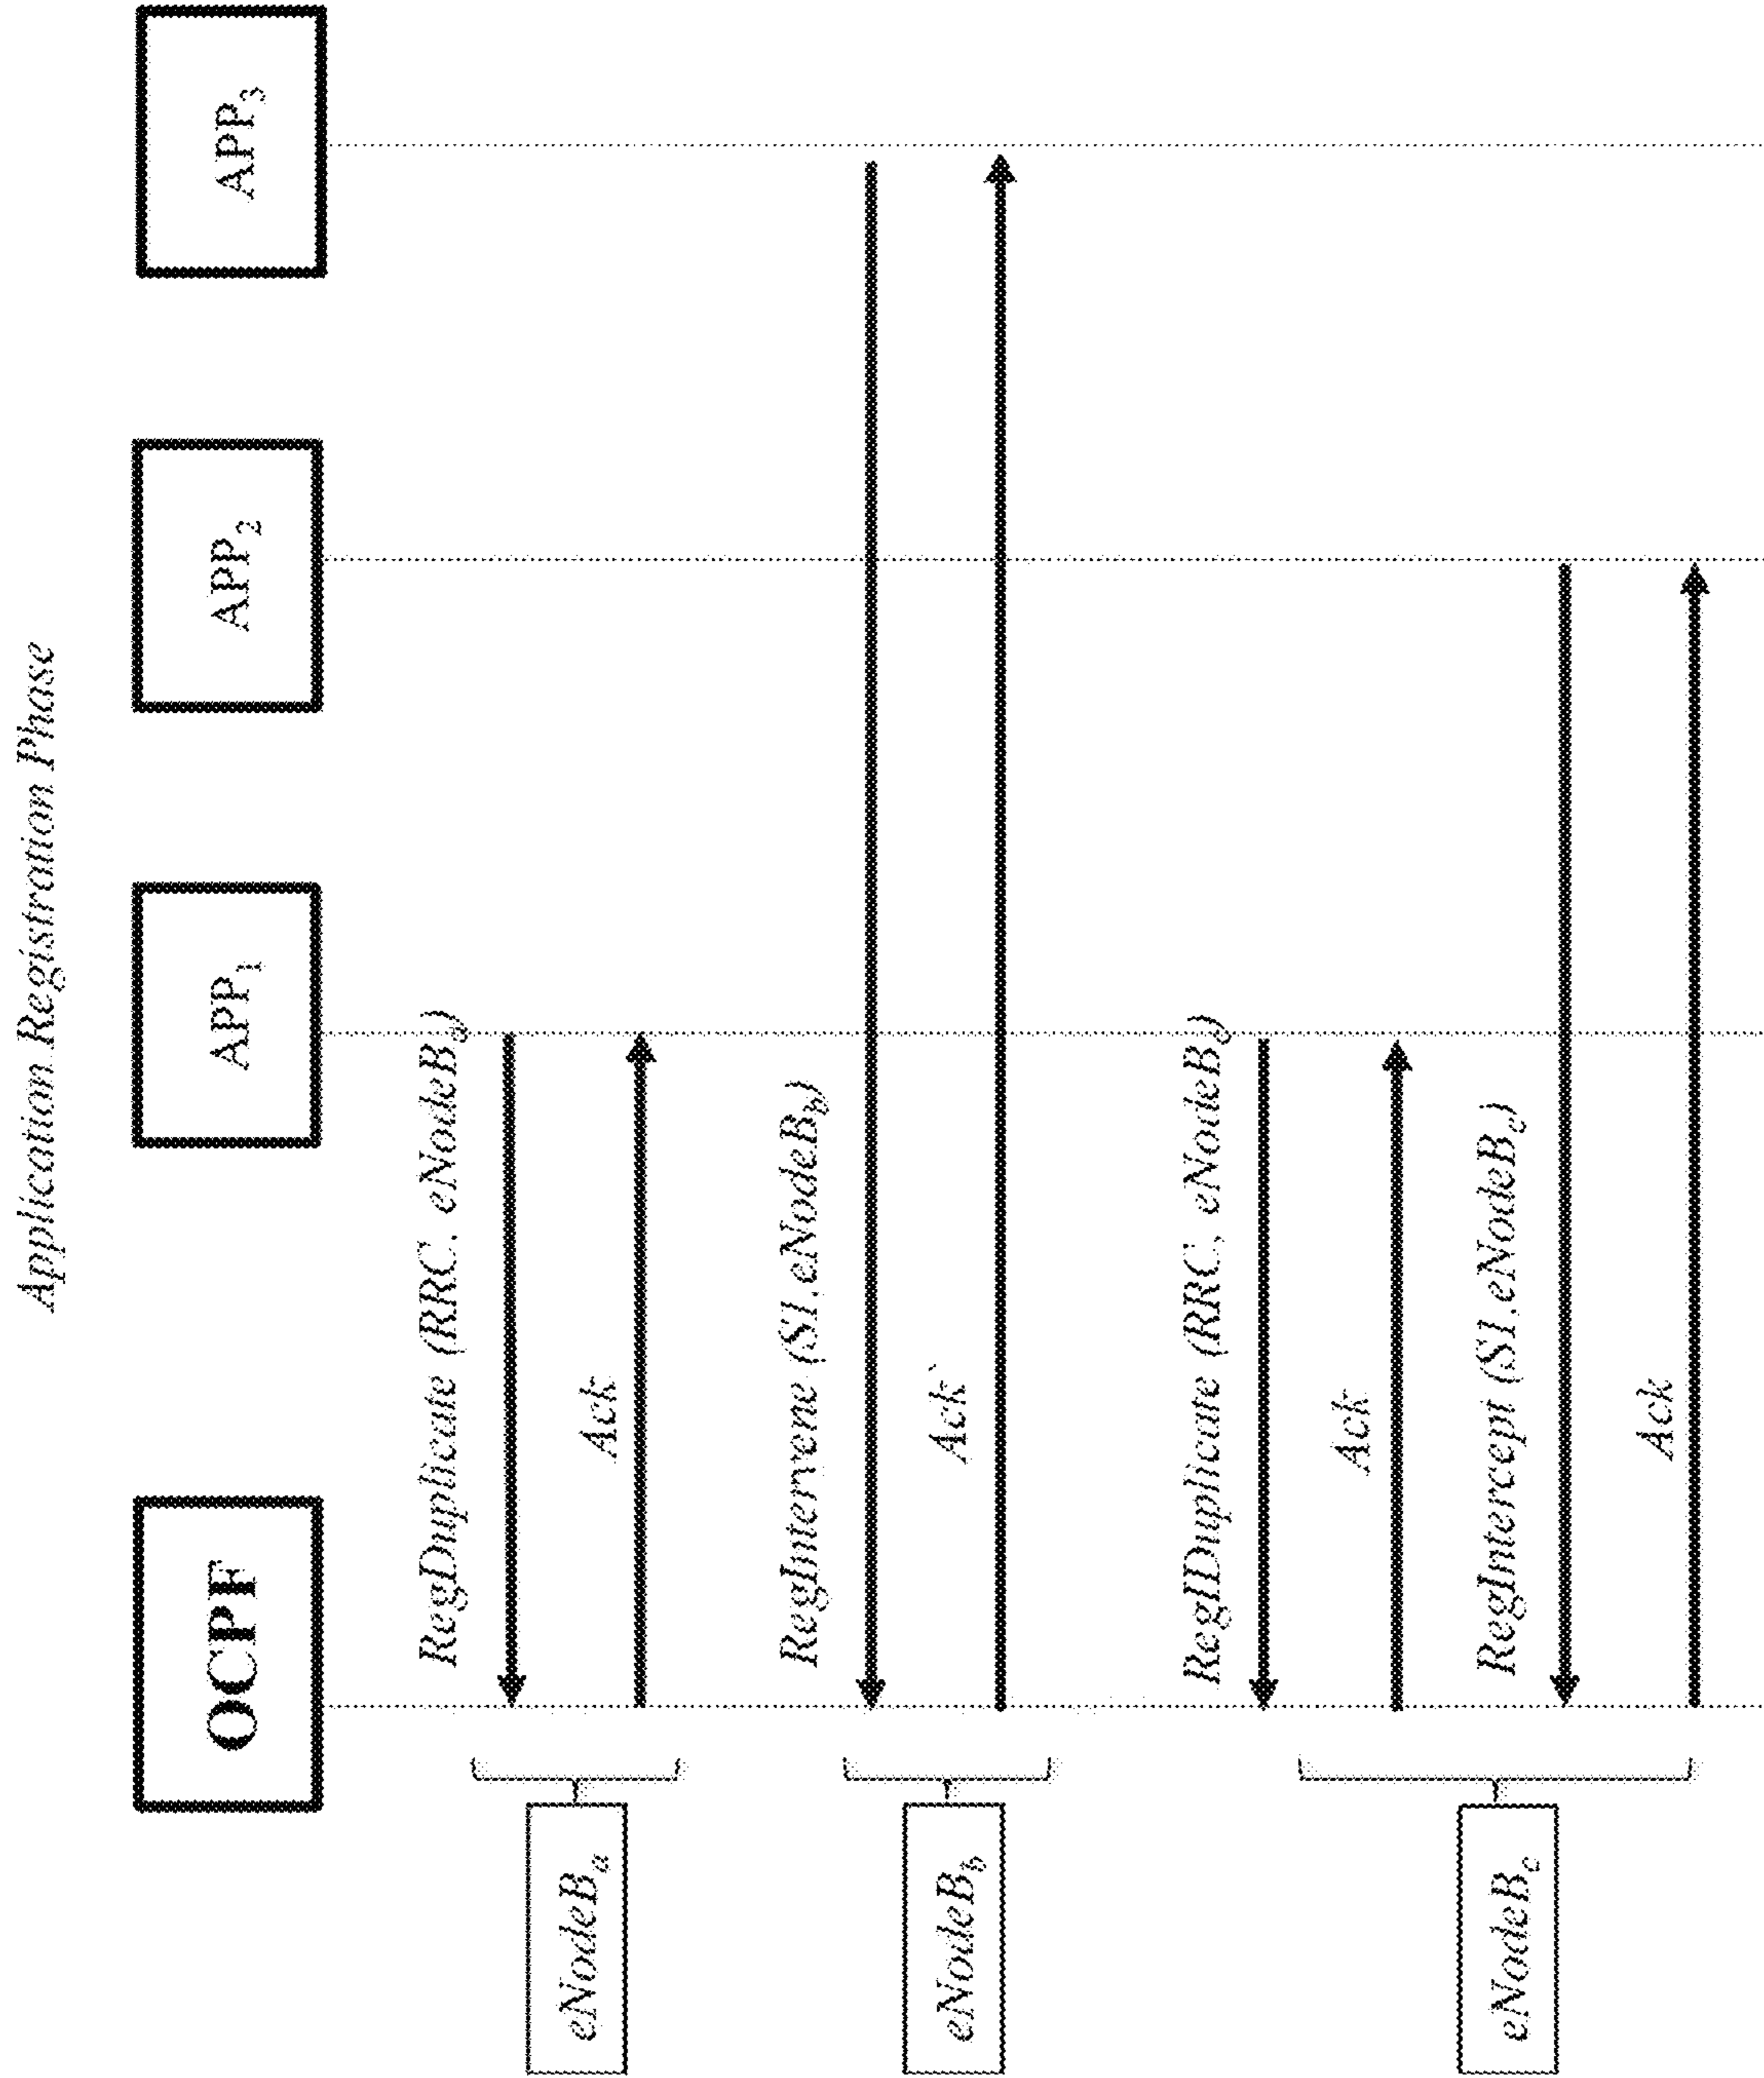 Application Registration Phase
OCPF
APP1
APP2
APP3
eNodeBa
RegDuplicate (RRC. eNodeBa)
Ack
eNodeBb
RegIntervene (S1.eNodeBb)
Ack`
eNodeBc
RegIDuplicate (RRC, eNodeBc)
Ack
RegIntercept (S1.eNodeBc)
Ack